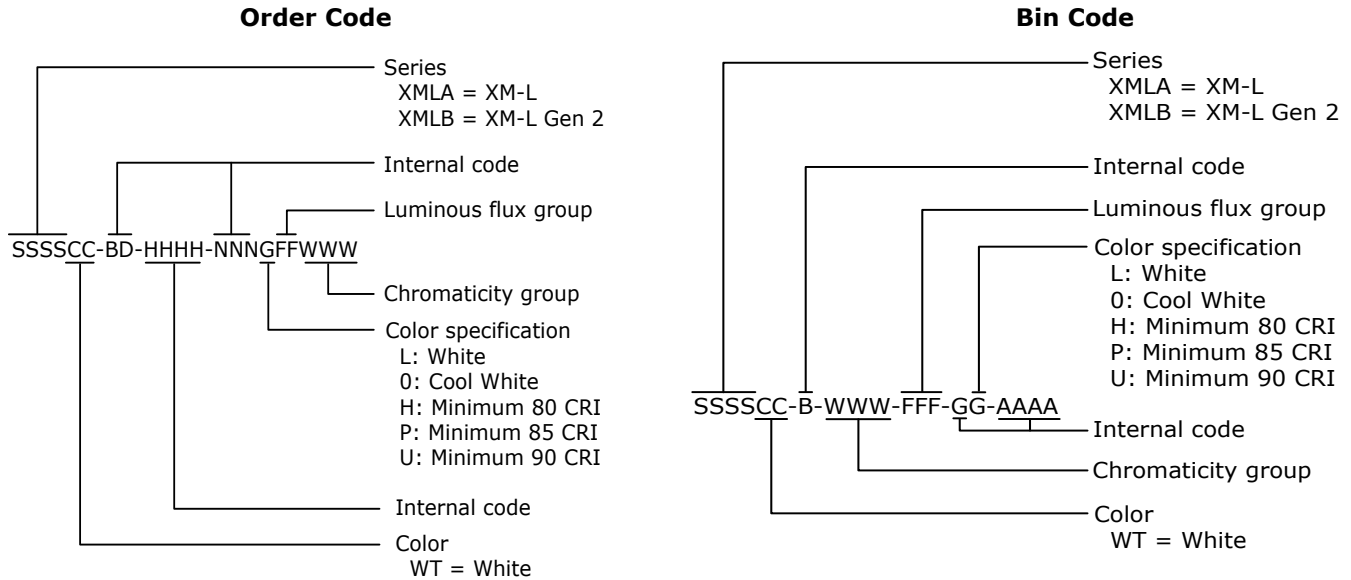 Order Code
Series
XMLA = XM-L
XMLB = XM-L Gen 2
Internal code
Luminous flux group
SSSSCC-BD-HHHH-NNNGFFWWW
Chromaticity group
Color specification
L: White
0: Cool White
H: Minimum 80 CRI
P: Minimum 85 CRI
U: Minimum 90 CRI
Internal code
Color
WT = White
Bin Code
Series
XMLA = XM-L
XMLB = XM-L Gen 2
Internal code
Luminous flux group
Color specification
L: White
0: Cool White
H: Minimum 80 CRI
P: Minimum 85 CRI
U: Minimum 90 CRI
SSSSCC-B-WWW-FFF-GG-AAAA
Internal code
Chromaticity group
Color
WT = White